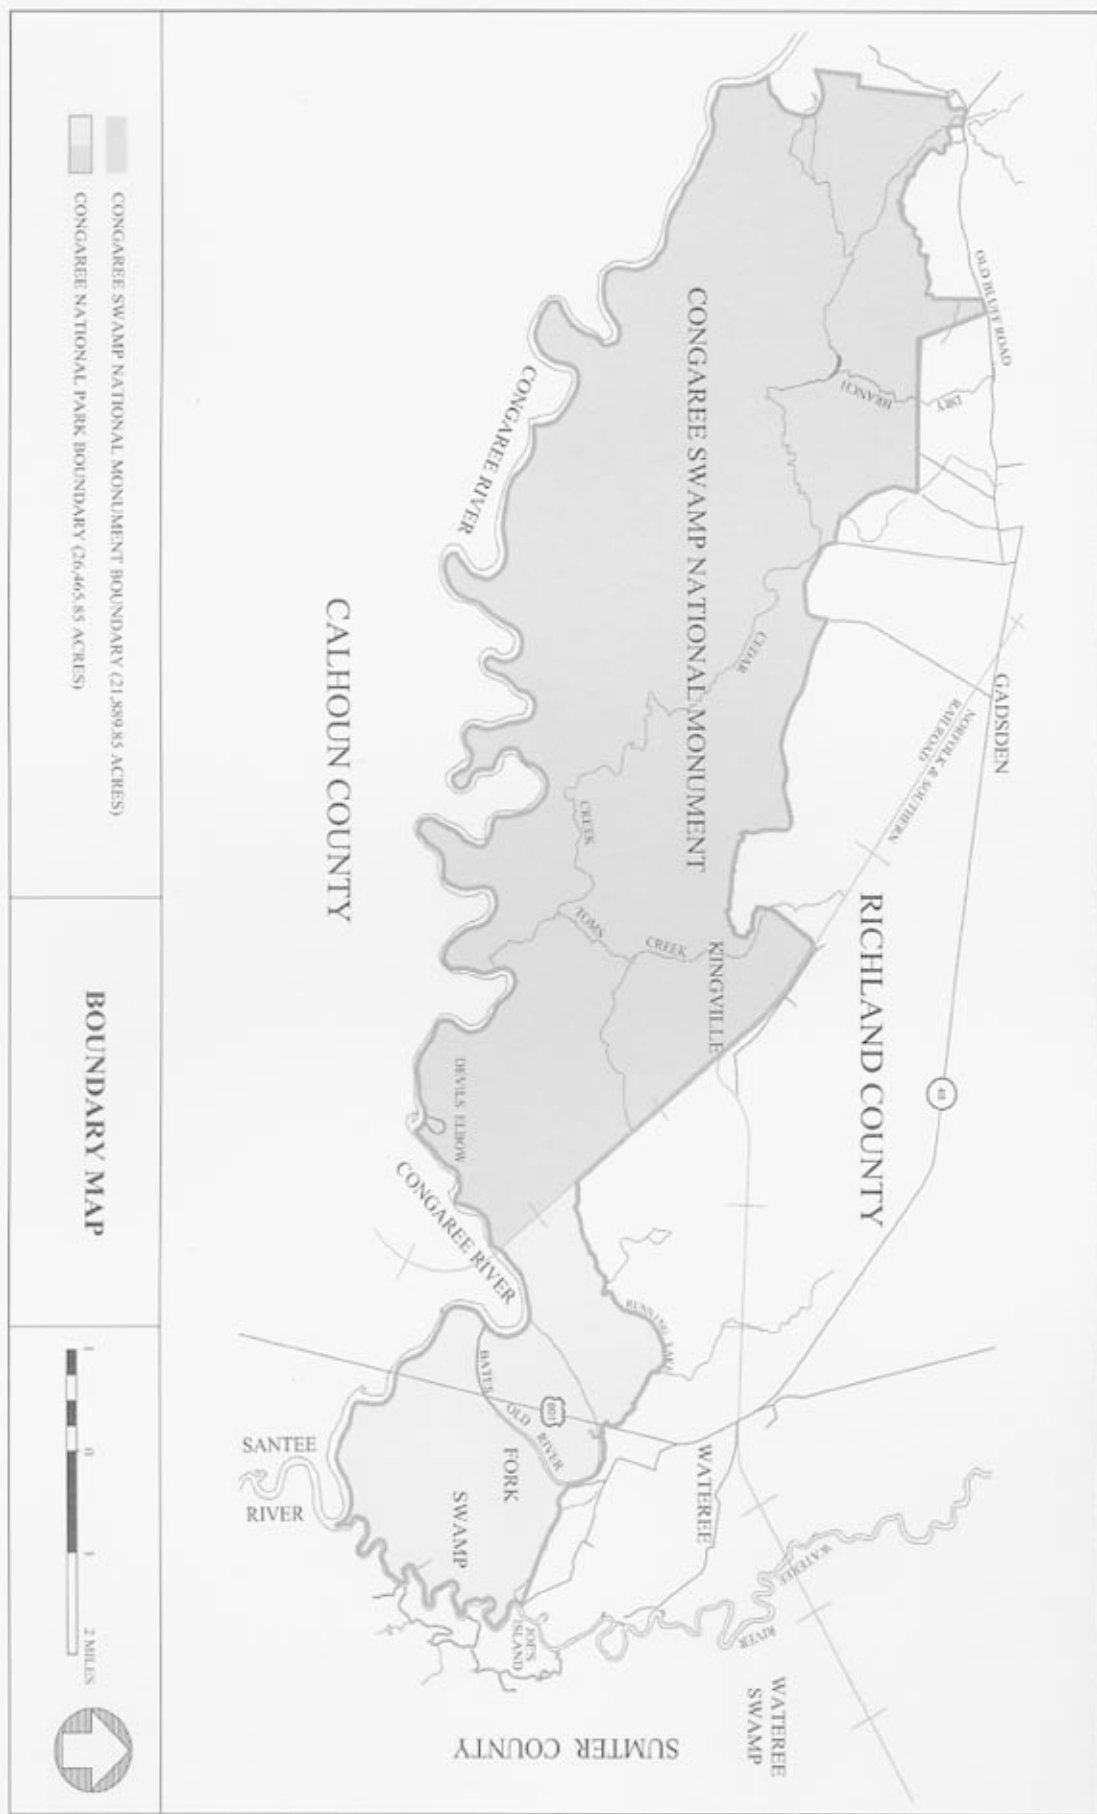 OLD BLUFF ROAD
DRY
BRANCH
GADSDEN
NORFOLK & SOUTHERN
RAILROAD
CONGAREE SWAMP NATIONAL MONUMENT
CEDAR
CREEK
RICHLAND COUNTY
48
TOMS
CREEK
KINGVILLE
CONGAREE RIVER
CALHOUN COUNTY
DEVILS ELBOW
CONGAREE RIVER
RUNNING LAKE
BATES
OLD
RIVER
601
FORK
SWAMP
WATEREE
SANTEE
RIVER
WATEREE
RIVER
JOE'S
ISLAND
WATEREE
SWAMP
SUMTER COUNTY
CONGAREE SWAMP NATIONAL MONUMENT BOUNDARY (21,889.85 ACRES)
CONGAREE NATIONAL PARK BOUNDARY (26,465.85 ACRES)
BOUNDARY MAP
1 0 1 2 MILES